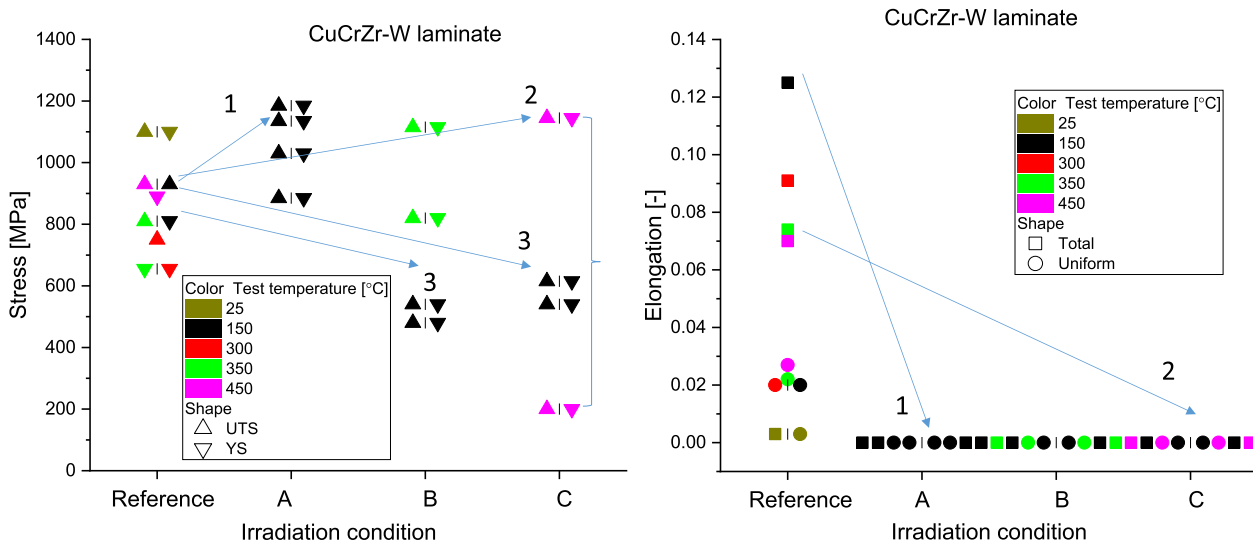 CuCrZr-W laminate
1400
1200
1000
800
600
400
200
0
Stress [MPa]
1
2
3
3
Color Test temperature [°C]
25
150
300
350
450
Shape
UTS
YS
Reference A B C
Irradiation condition
CuCrZr-W laminate
0.14
0.12
0.10
0.08
0.06
0.04
0.02
0.00
Elongation [-]
Color Test temperature [°C]
25
150
300
350
450
Shape
Total
Uniform
2
1
Reference A B C
Irradiation condition